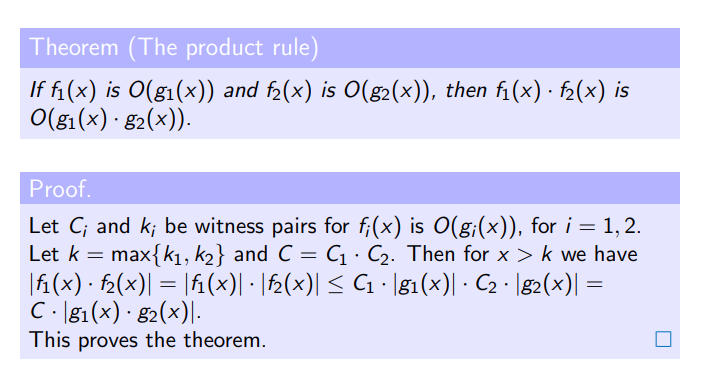 Theorem (The product rule)
If f₁(x) is O(g₁(x)) and f₂(x) is O(g₂(x)), then f₁(x) · f₂(x) is
O(g₁(x) · g₂(x)).
Proof.
Let Cᵢ and kᵢ be witness pairs for fᵢ(x) is O(gᵢ(x)), for i = 1, 2.
Let k = max{k₁, k₂} and C = C₁ · C₂. Then for x > k we have
|f₁(x) · f₂(x)| = |f₁(x)| · |f₂(x)| ≤ C₁ · |g₁(x)| · C₂ · |g₂(x)| =
C · |g₁(x) · g₂(x)|.
This proves the theorem. □